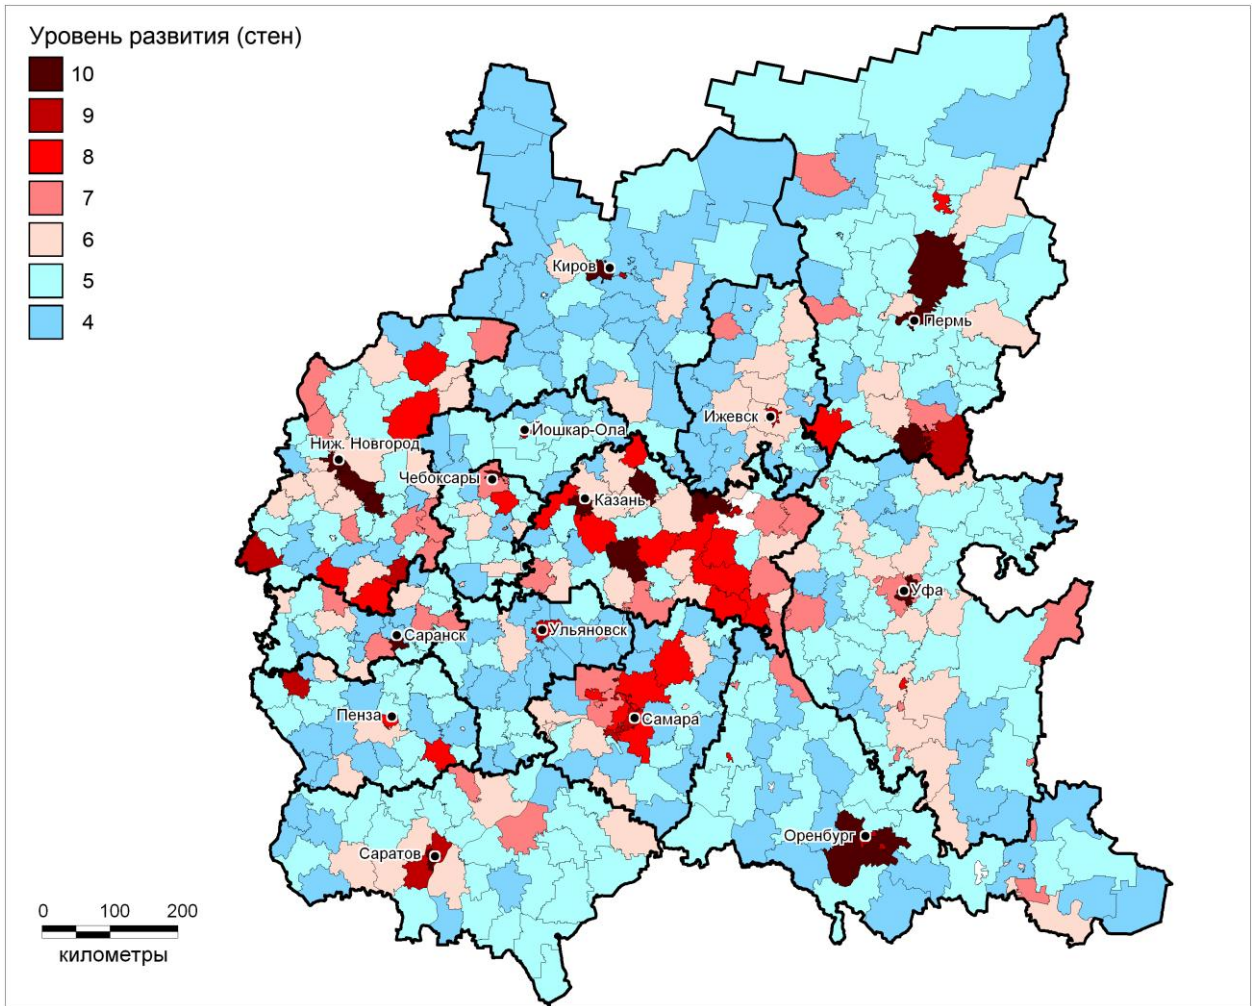 Уровень развития (стен)
10
9
8
7
6
5
4
Киров
Пермь
Ижевск
Йошкар-Ола
Ниж. Новгород
Чебоксары
Казань
Уфа
Саранск
Ульяновск
Пенза
Самара
Оренбург
Саратов
0 100 200
километры